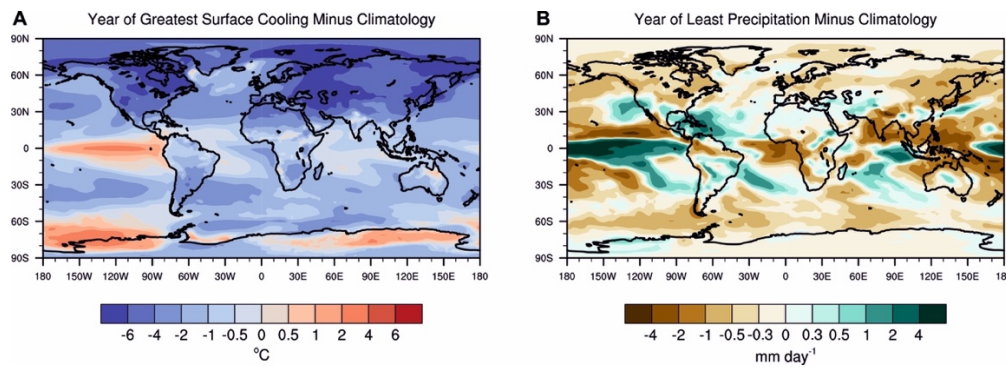 A Year of Greatest Surface Cooling Minus Climatology
90N
60N
30N
0
30S
60S
90S
180 150W 120W 90W 60W 30W 0 30E 60E 90E 120E 150E 180
-6 -4 -2 -1 -0.5 0 0.5 1 2 4 6
°C
B Year of Least Precipitation Minus Climatology
90N
60N
30N
0
30S
60S
90S
180 150W 120W 90W 60W 30W 0 30E 60E 90E 120E 150E 180
-4 -2 -1 -0.5 -0.3 0 0.3 0.5 1 2 4
mm day⁻¹